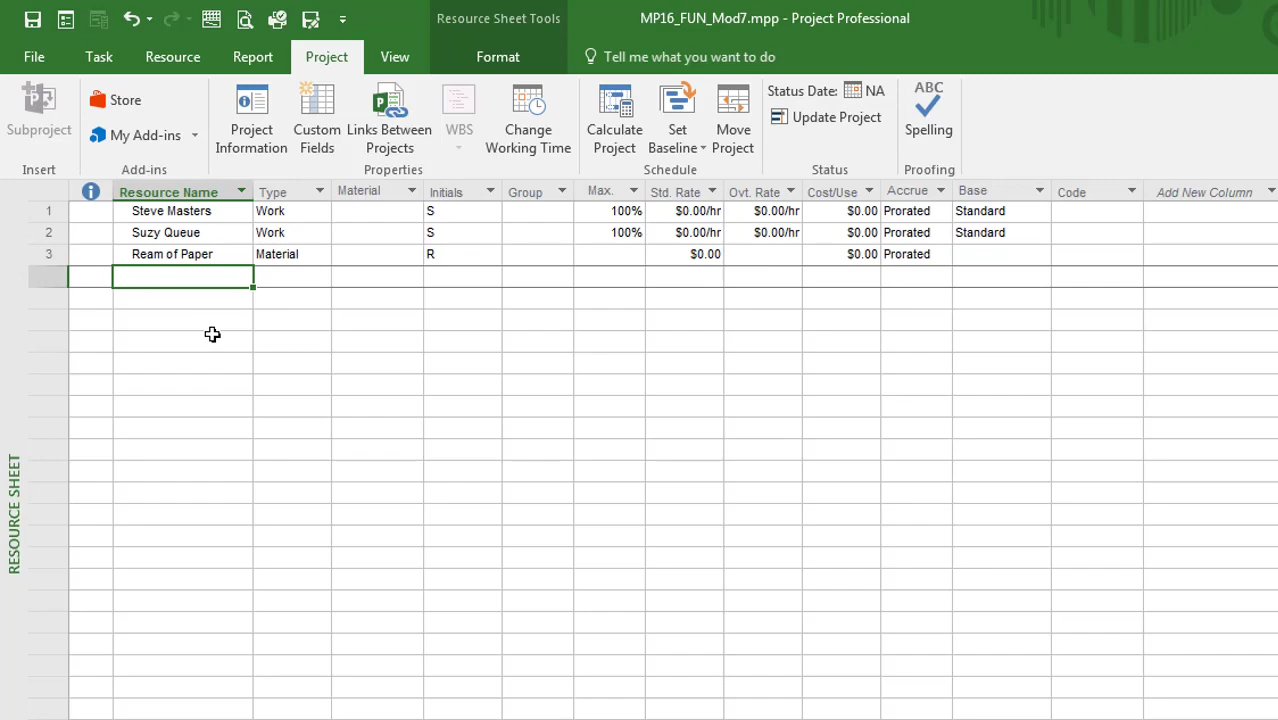 Resource Sheet Tools
MP16_FUN_Mod7.mpp - Project Professional
File Task Resource Report Project View Format Tell me what you want to do
Subproject
Store
My Add-ins
Project Information
Custom Fields
Links Between Projects
WBS
Change Working Time
Calculate Project
Set Baseline
Move Project
Status Date: NA
Update Project
ABC
Spelling
Insert Add-ins Properties Schedule Status Proofing
Resource Name Type Material Initials Group Max. Std. Rate Ovt. Rate Cost/Use Accrue Base Code Add New Column
1 Steve Masters Work S 100% $0.00/hr $0.00/hr $0.00 Prorated Standard
2 Suzy Queue Work S 100% $0.00/hr $0.00/hr $0.00 Prorated Standard
3 Ream of Paper Material R $0.00 $0.00 Prorated
RESOURCE SHEET